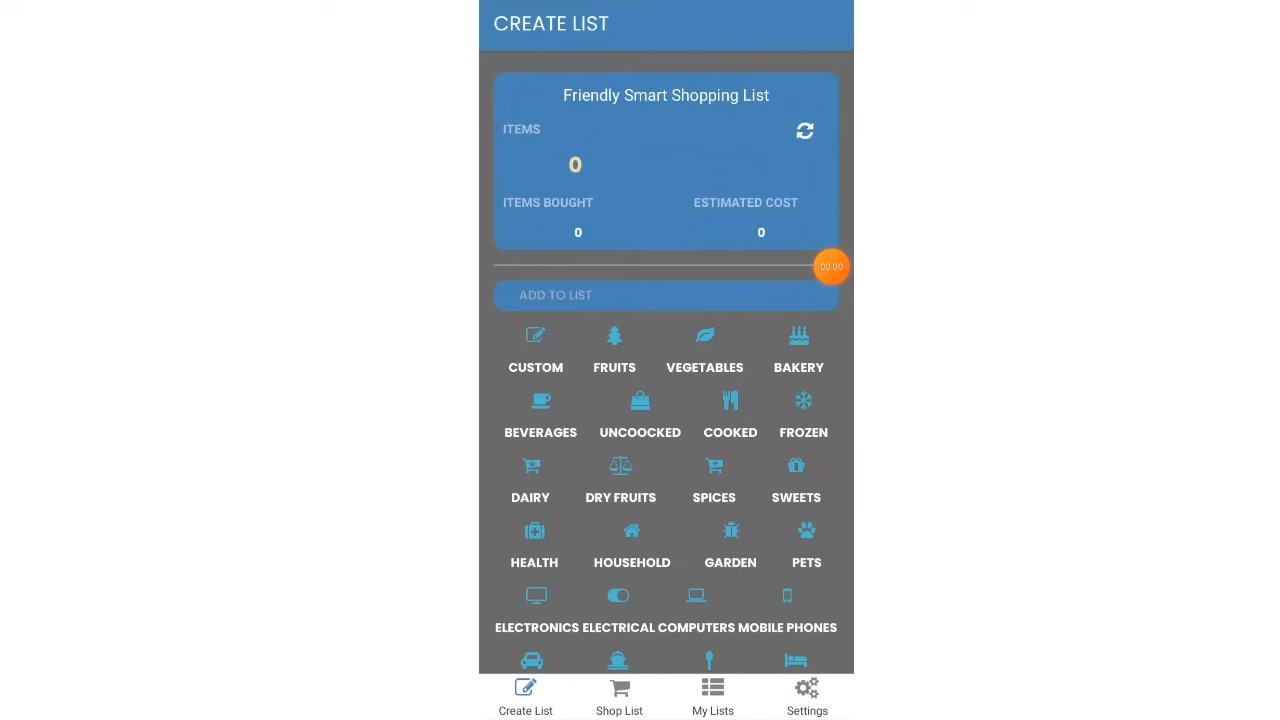 CREATE LIST
Friendly Smart Shopping List
ITEMS
0
ITEMS BOUGHT ESTIMATED COST
0 0
00:00
ADD TO LIST
CUSTOM FRUITS VEGETABLES BAKERY
BEVERAGES UNCOOCKED COOKED FROZEN
DAIRY DRY FRUITS SPICES SWEETS
HEALTH HOUSEHOLD GARDEN PETS
ELECTRONICS ELECTRICAL COMPUTERS MOBILE PHONES
Create List Shop List My Lists Settings